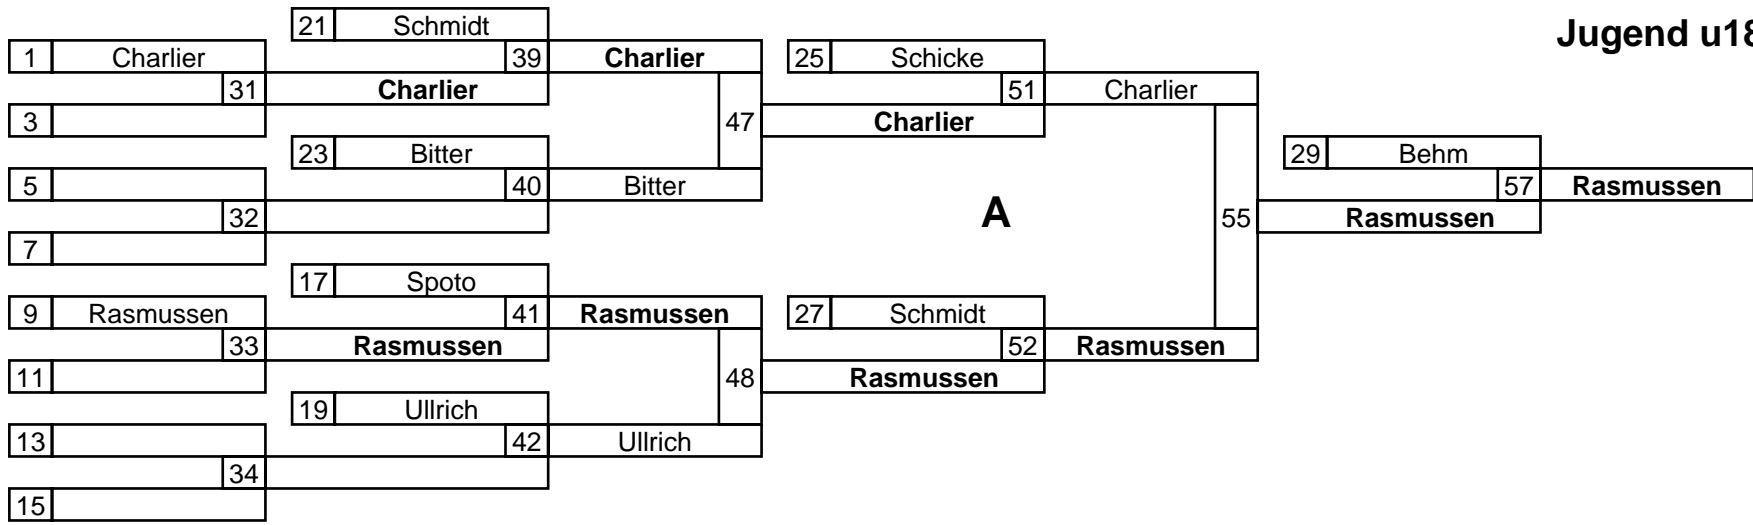 21 Schmidt
Jugend u18
1 Charlier 39 Charlier 25 Schicke
31 Charlier 51 Charlier
3 47 Charlier
23 Bitter 29 Behm
5 40 Bitter 57 Rasmussen
32 A 55 Rasmussen
7
17 Spoto
9 Rasmussen 41 Rasmussen 27 Schmidt
33 Rasmussen 52 Rasmussen
11 48 Rasmussen
19 Ullrich
13 42 Ullrich
34
15